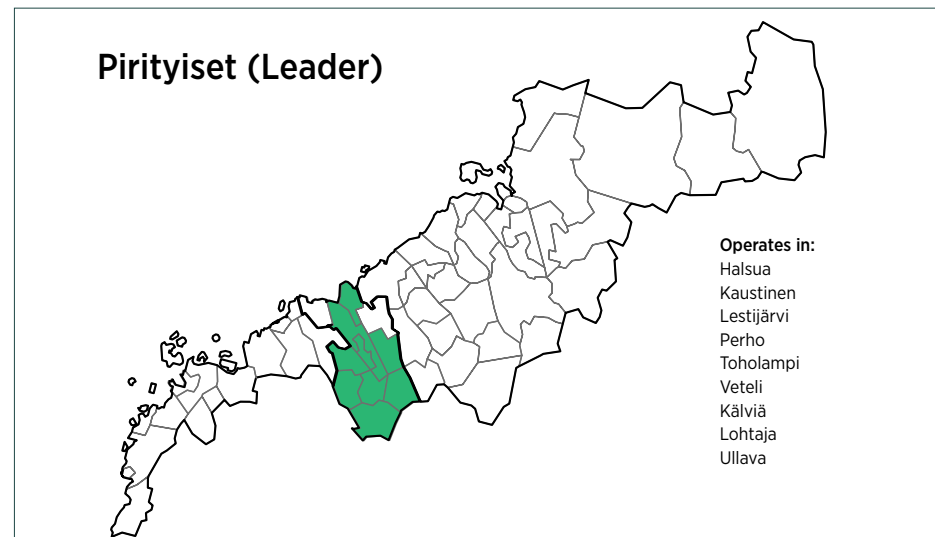 Pirityiset (Leader)
Operates in:
Halsua
Kaustinen
Lestijärvi
Perho
Toholampi
Veteli
Kälviä
Lohtaja
Ullava